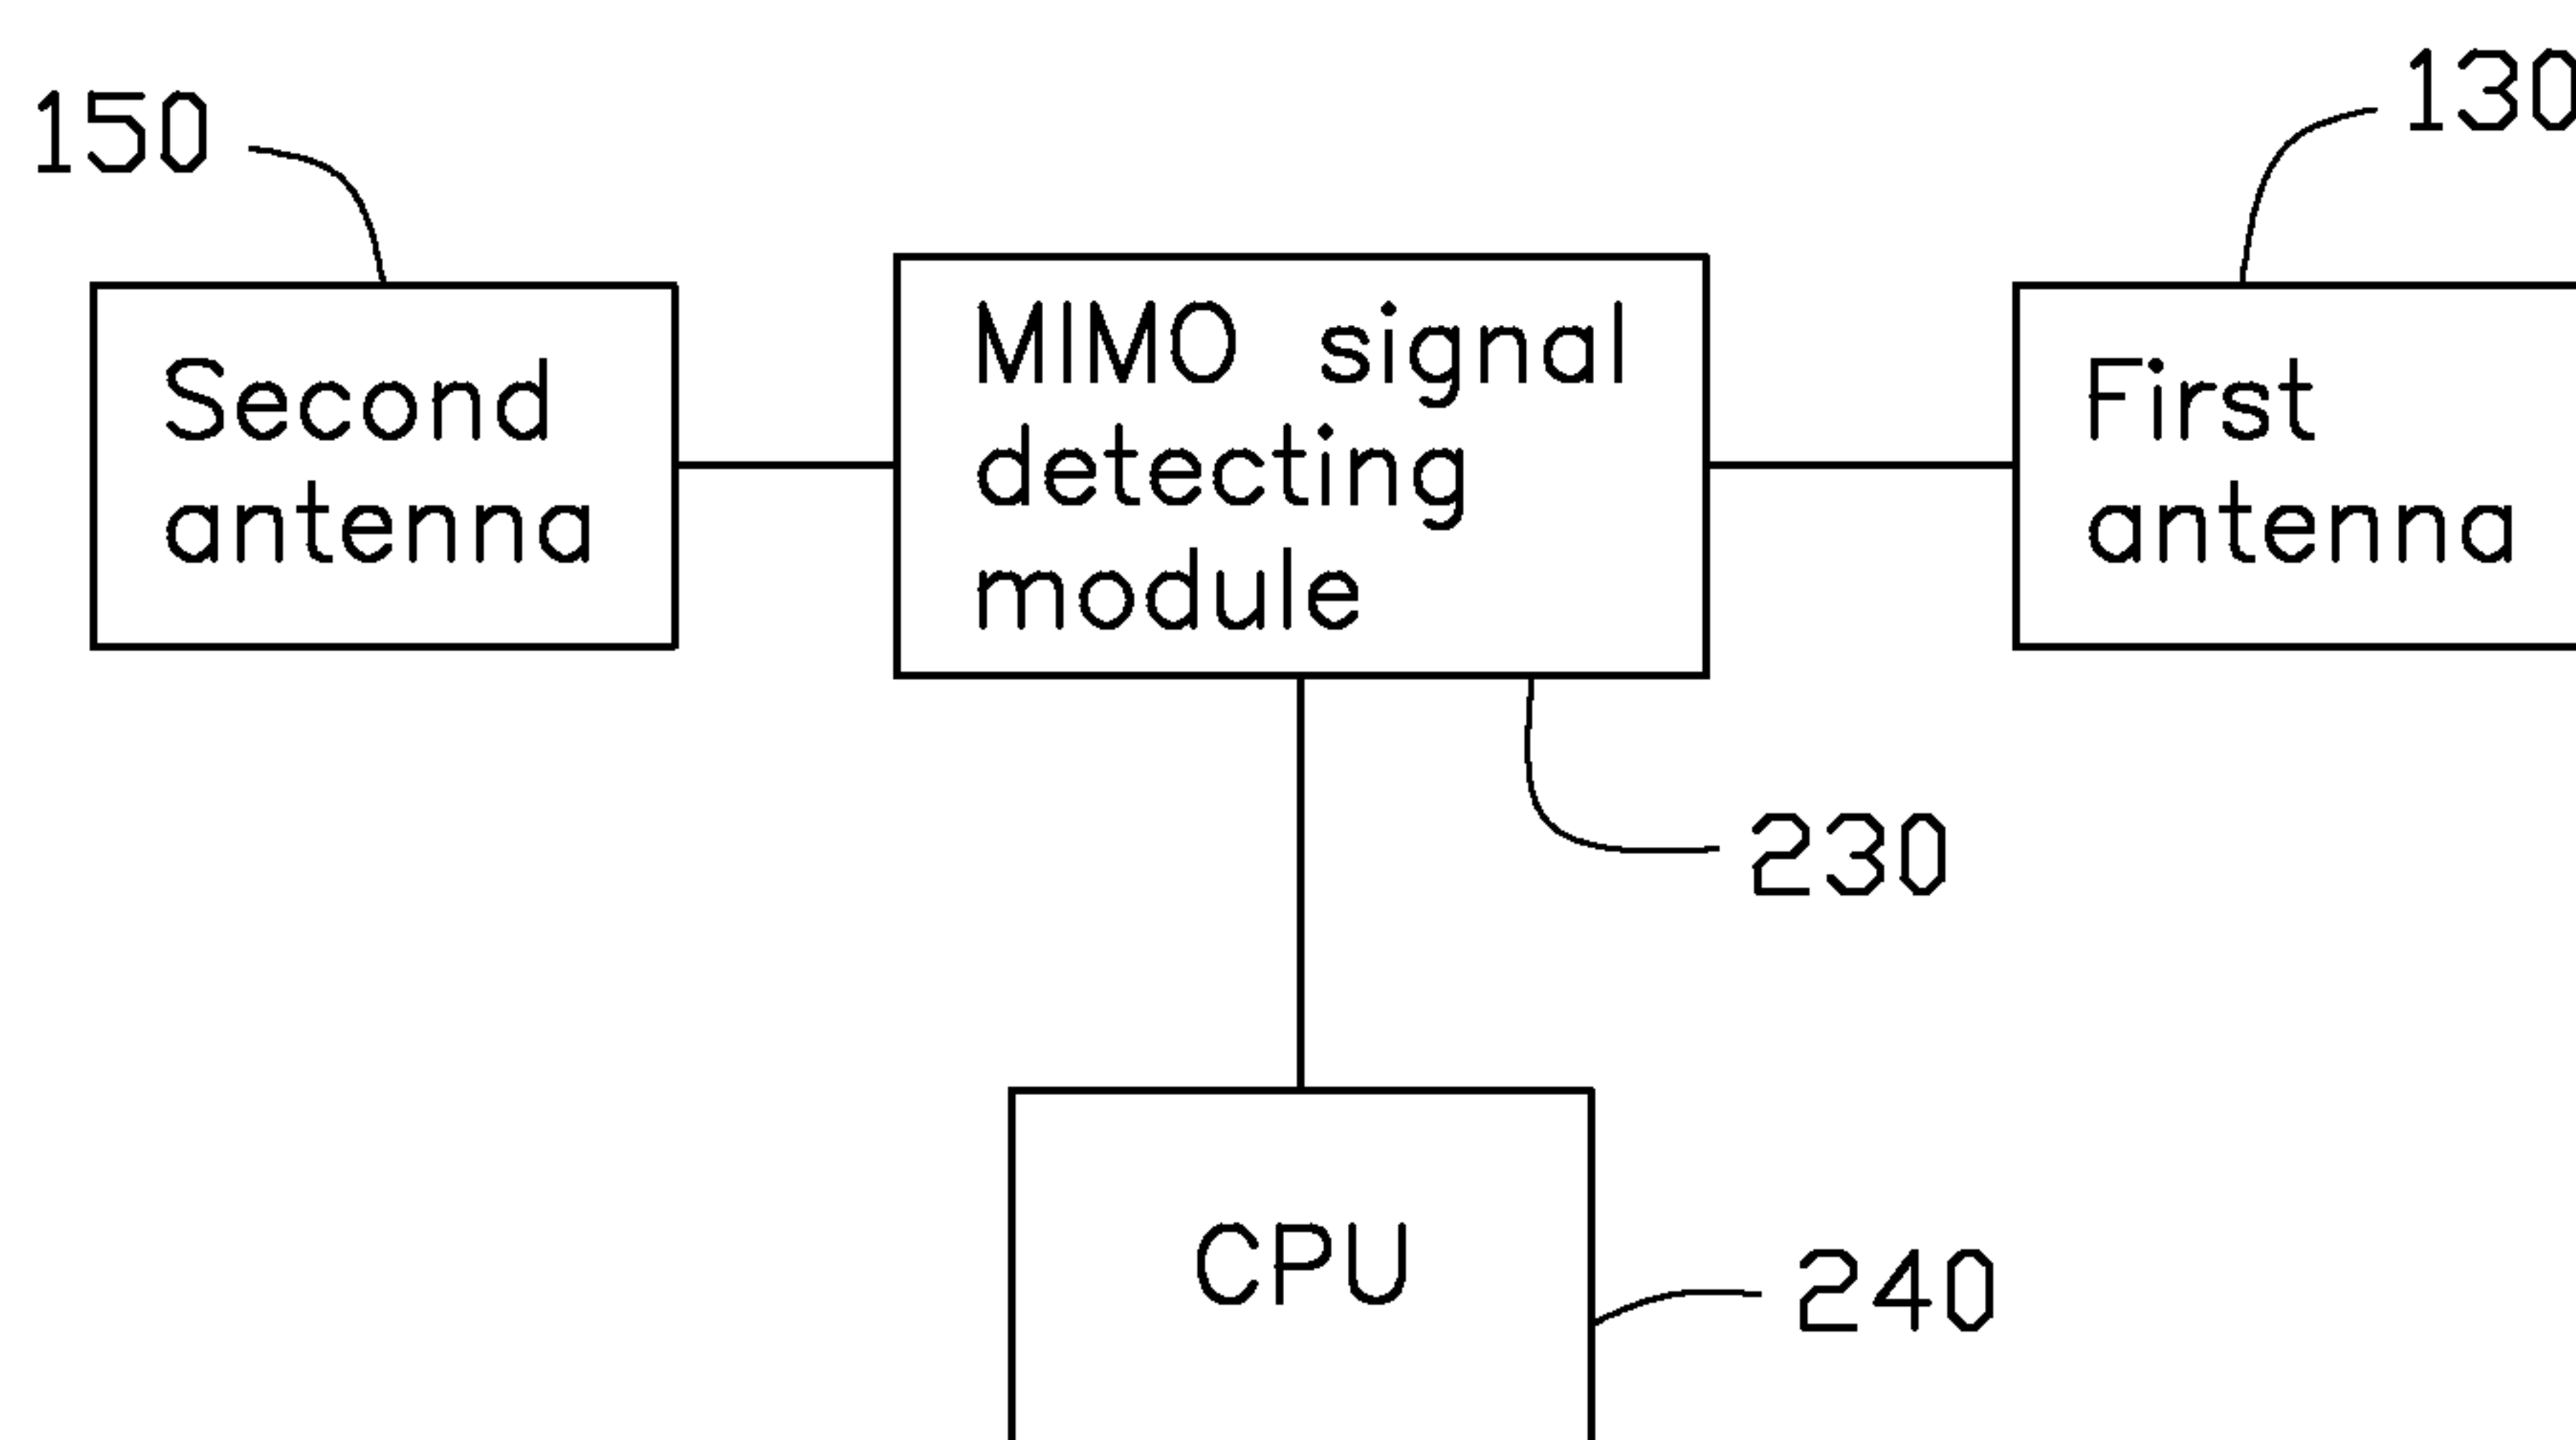 150
130
Second
antenna
MIMO signal
detecting
module
First
antenna
230
CPU
240